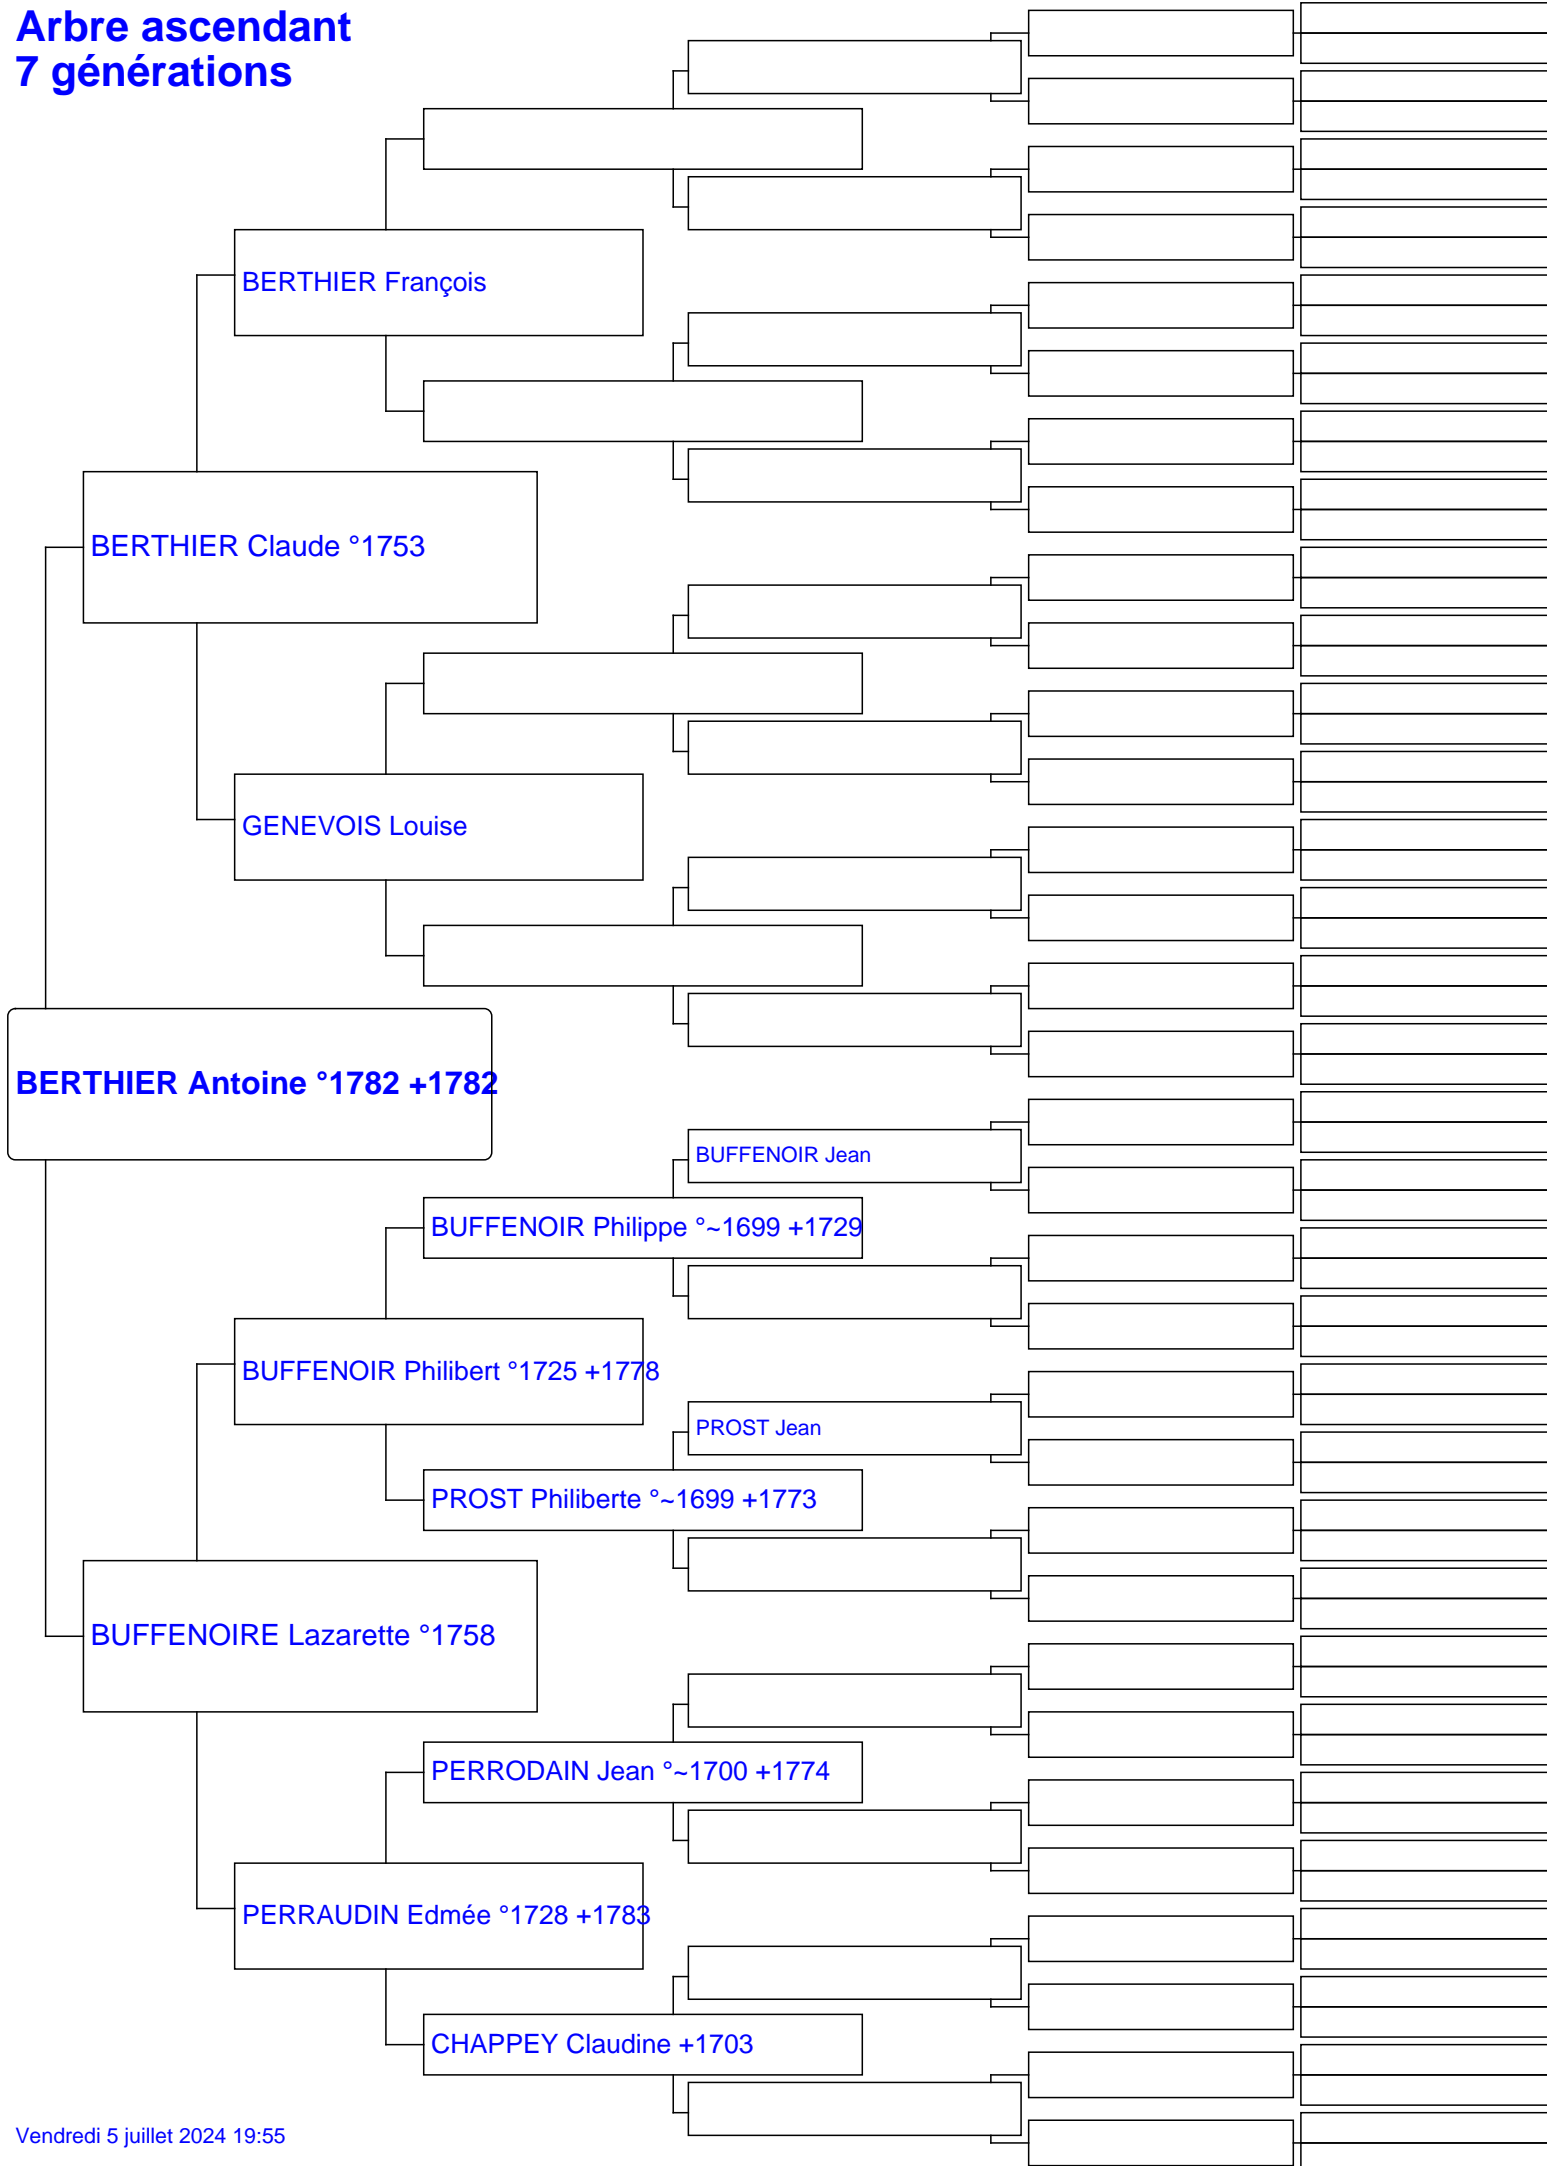 Arbre ascendant
7 générations
BERTHIER François
BERTHIER Claude °1753
GENEVOIS Louise
BERTHIER Antoine °1782 +1782
BUFFENOIR Jean
BUFFENOIR Philippe °~1699 +1729
BUFFENOIR Philibert °1725 +1778
PROST Jean
PROST Philiberte °~1699 +1773
BUFFENOIRE Lazarette °1758
PERRODAIN Jean °~1700 +1774
PERRAUDIN Edmée °1728 +1783
CHAPPEY Claudine +1703
Vendredi 5 juillet 2024 19:55